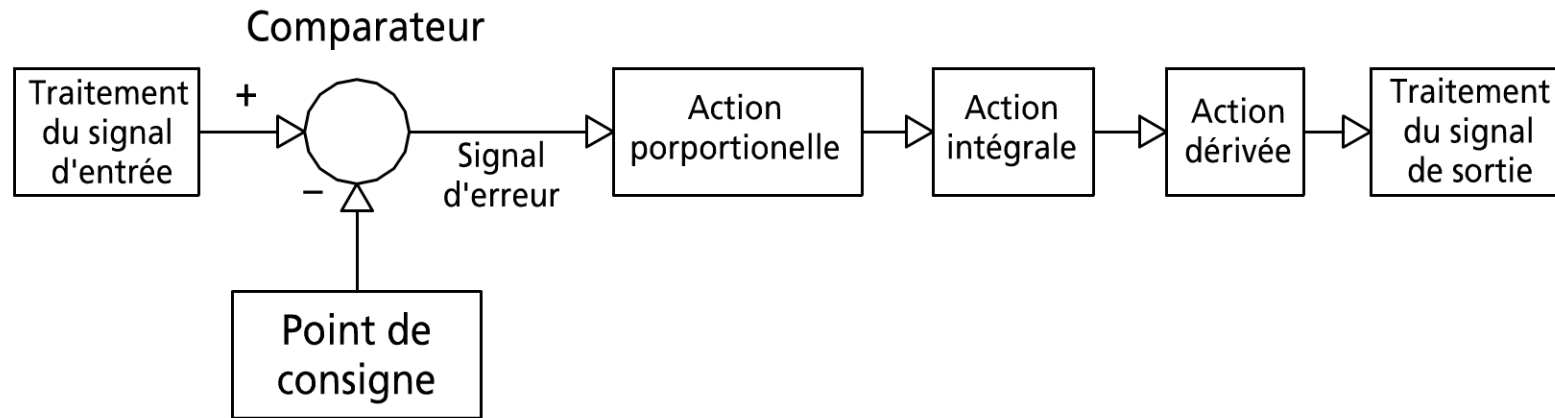 Comparateur
Traitement
du signal
d'entrée
+
−
Signal
d'erreur
Action
porportionelle
Action
intégrale
Action
dérivée
Traitement
du signal
de sortie
Point de
consigne